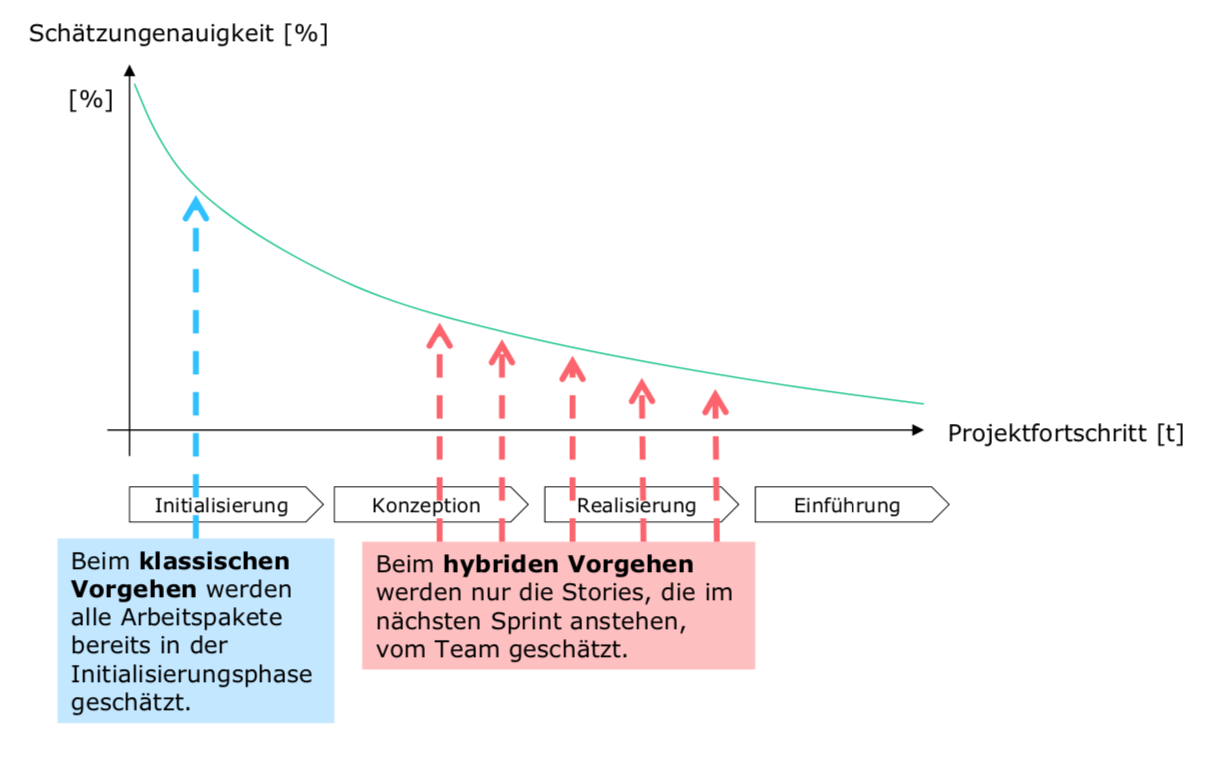 Schätzungenauigkeit [%]
[%]
Projektfortschritt [t]
Initialisierung
Konzeption
Realisierung
Einführung
Beim klassischen
Vorgehen werden
alle Arbeitspakete
bereits in der
Initialisierungsphase
geschätzt.
Beim hybriden Vorgehen
werden nur die Stories, die im
nächsten Sprint anstehen,
vom Team geschätzt.